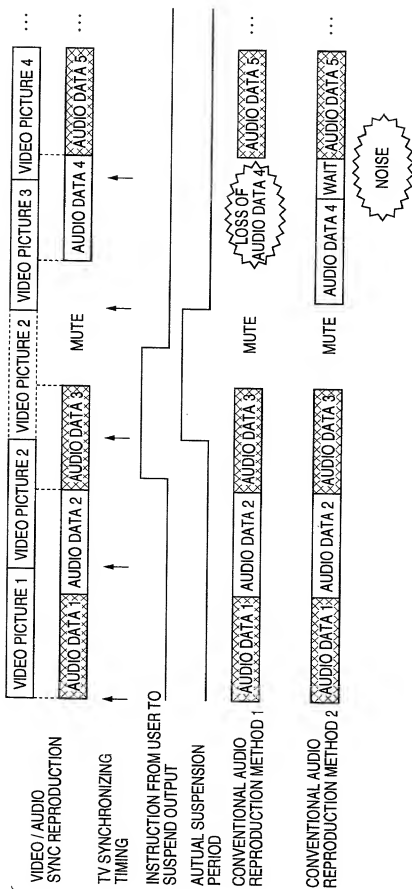 VIDEO PICTURE 1 VIDEO PICTURE 2 VIDEO PICTURE 2 VIDEO PICTURE 3 VIDEO PICTURE 4 ...
VIDEO / AUDIO
SYNC REPRODUCTION
AUDIO DATA 1 AUDIO DATA 2 AUDIO DATA 3 MUTE AUDIO DATA 4 AUDIO DATA 5 ...
TV SYNCHRONIZING
TIMING
INSTRUCTION FROM USER TO
SUSPEND OUTPUT
AUTUAL SUSPENSION
PERIOD
CONVENTIONAL AUDIO
REPRODUCTION METHOD 1
AUDIO DATA 1 AUDIO DATA 2 AUDIO DATA 3 MUTE LOSS OF
AUDIO DATA 4
AUDIO DATA 5 ...
CONVENTIONAL AUDIO
REPRODUCTION METHOD 2
AUDIO DATA 1 AUDIO DATA 2 AUDIO DATA 3 MUTE AUDIO DATA 4 WAIT AUDIO DATA 5 ...
NOISE